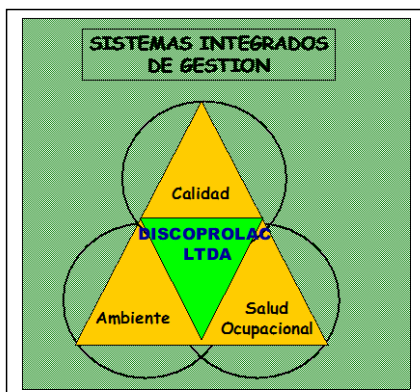 SISTEMAS INTEGRADOS
DE GESTION
Calidad
DISCOPROLAC
LTDA
Ambiente
Salud
Ocupacional